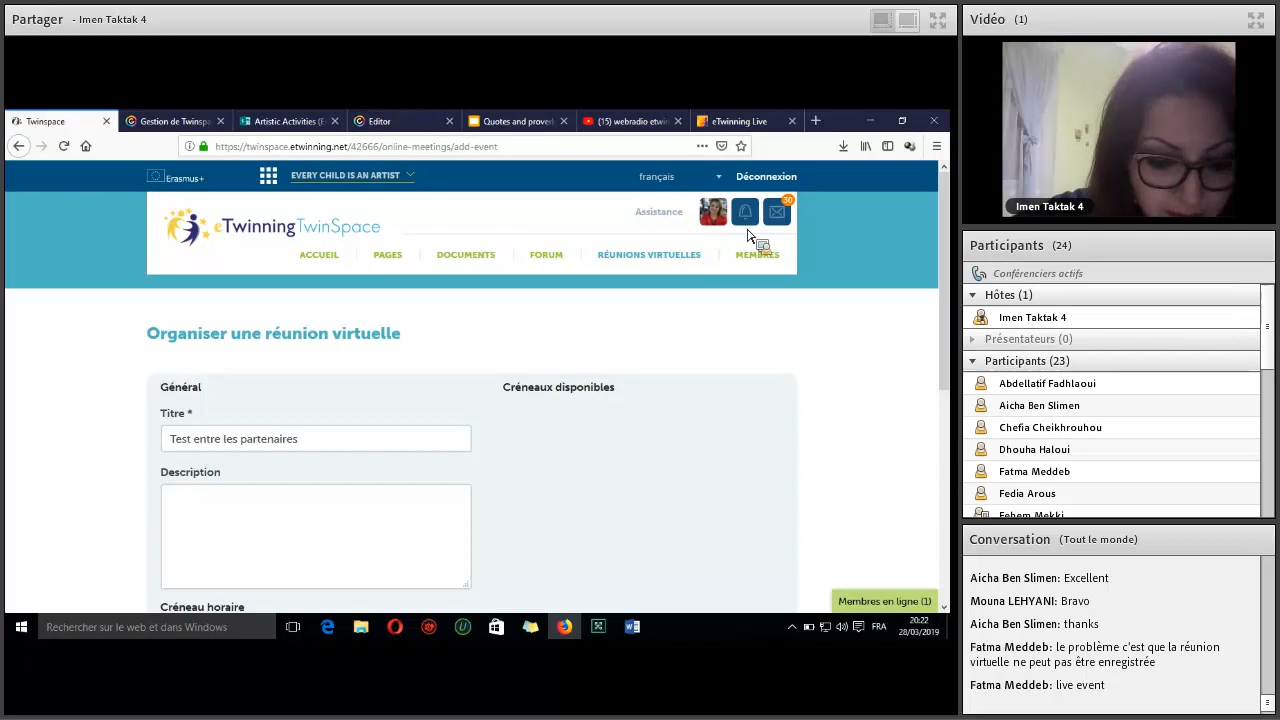 Partager - Imen Taktak 4
Twinspace
Gestion de Twinspa
Artistic Activities (E
Editor
Quotes and prover
(15) webradio etwin
eTwinning Live
https://twinspace.etwinning.net/42666/online-meetings/add-event
Erasmus+
EVERY CHILD IS AN ARTIST
français
Déconnexion
eTwinning TwinSpace
Assistance
30
ACCUEIL
PAGES
DOCUMENTS
FORUM
RÉUNIONS VIRTUELLES
MEMBRES
Organiser une réunion virtuelle
Général
Créneaux disponibles
Titre *
Test entre les partenaires
Description
Créneau horaire
Membres en ligne (1)
Rechercher sur le web et dans Windows
FRA
20:22
28/03/2019
Vidéo (1)
Imen Taktak 4
Participants (24)
Conférenciers actifs
Hôtes (1)
Imen Taktak 4
Présentateurs (0)
Participants (23)
Abdellatif Fadhlaoui
Aicha Ben Slimen
Chefia Cheikhrouhou
Dhouha Haloui
Fatma Meddeb
Fedia Arous
Fehem Mekki
Conversation (Tout le monde)
Aicha Ben Slimen: Excellent
Mouna LEHYANI: Bravo
Aicha Ben Slimen: thanks
Fatma Meddeb: le problème c'est que la réunion
virtuelle ne peut pas être enregistrée
Fatma Meddeb: live event